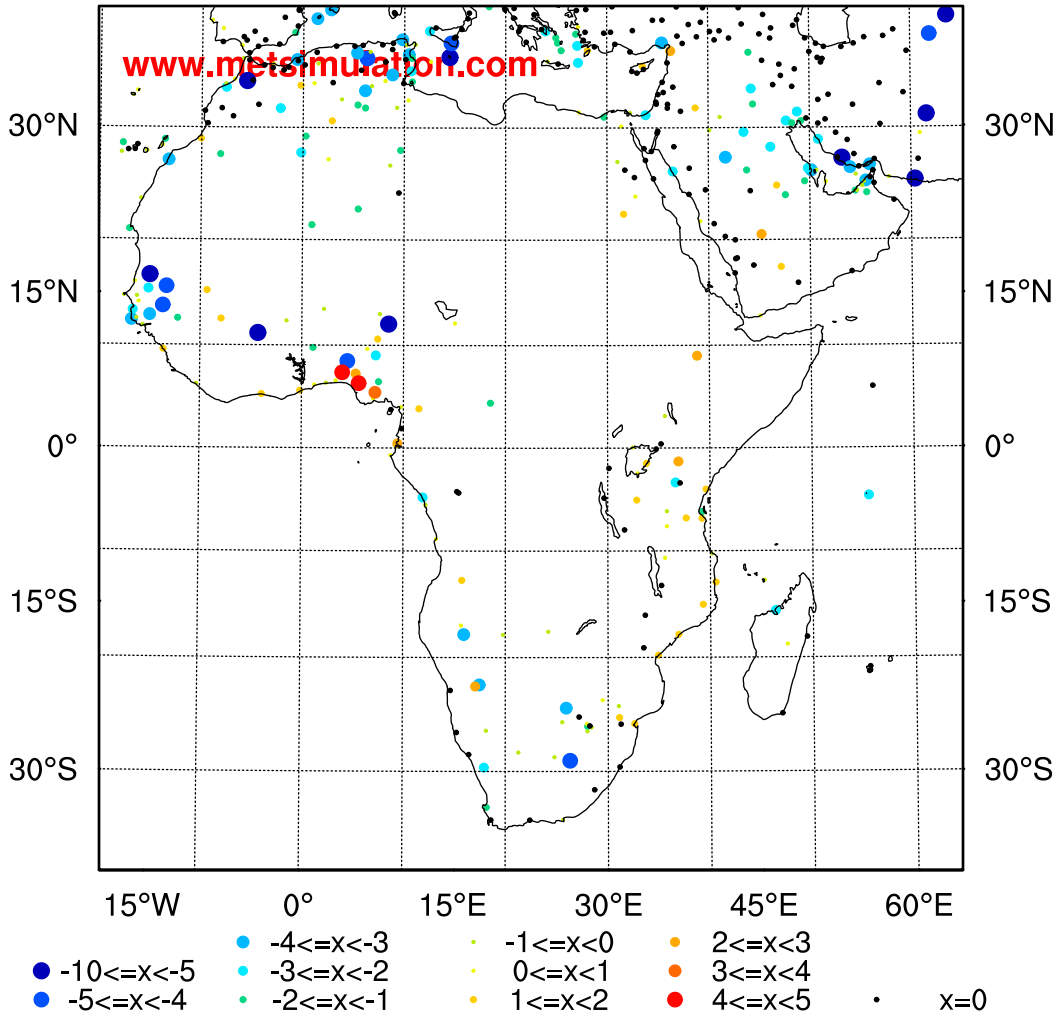 www.metsimulation.com
30°N 30°N
15°N 15°N
0° 0°
15°S 15°S
30°S 30°S
15°W 0° 15°E 30°E 45°E 60°E
-4<=x<-3 -1<=x<0 2<=x<3
-10<=x<-5 -3<=x<-2 0<=x<1 3<=x<4
-5<=x<-4 -2<=x<-1 1<=x<2 4<=x<5 x=0